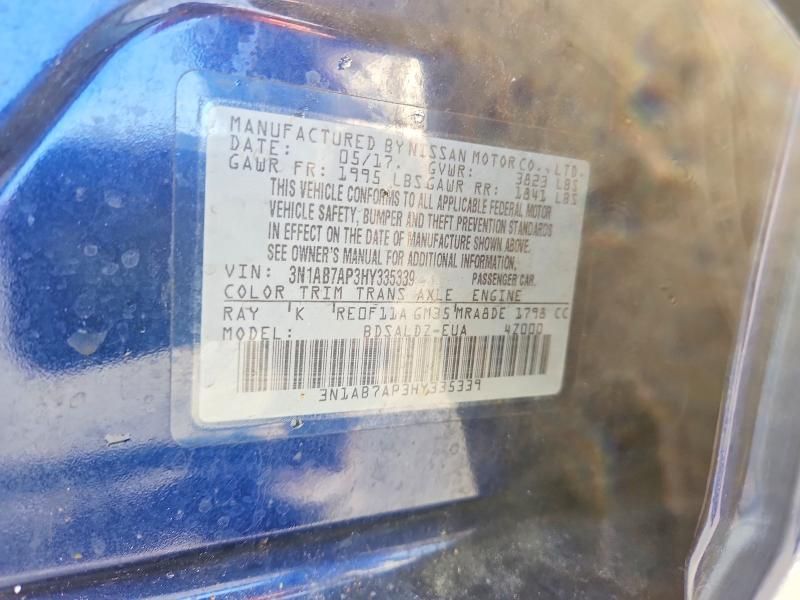 MANUFACTURED BY NISSAN MOTOR CO., LTD.
DATE: 05/17. GVWR: 3823 LBS
GAWR FR: 1995 LBS GAWR RR: 1841 LBS
THIS VEHICLE CONFORMS TO ALL APPLICABLE FEDERAL MOTOR
VEHICLE SAFETY, BUMPER AND THEFT PREVENTION STANDARDS
IN EFFECT ON THE DATE OF MANUFACTURE SHOWN ABOVE.
SEE OWNER'S MANUAL FOR ADDITIONAL INFORMATION.
VIN: 3N1AB7AP3HY335339 PASSENGER CAR.
COLOR TRIM TRANS AXLE ENGINE
RAY K RE0F11A GM35 MRA8DE 1798 CC
MODEL: BDSALDZ-EUA 4Z000
3N1AB7AP3HY335339